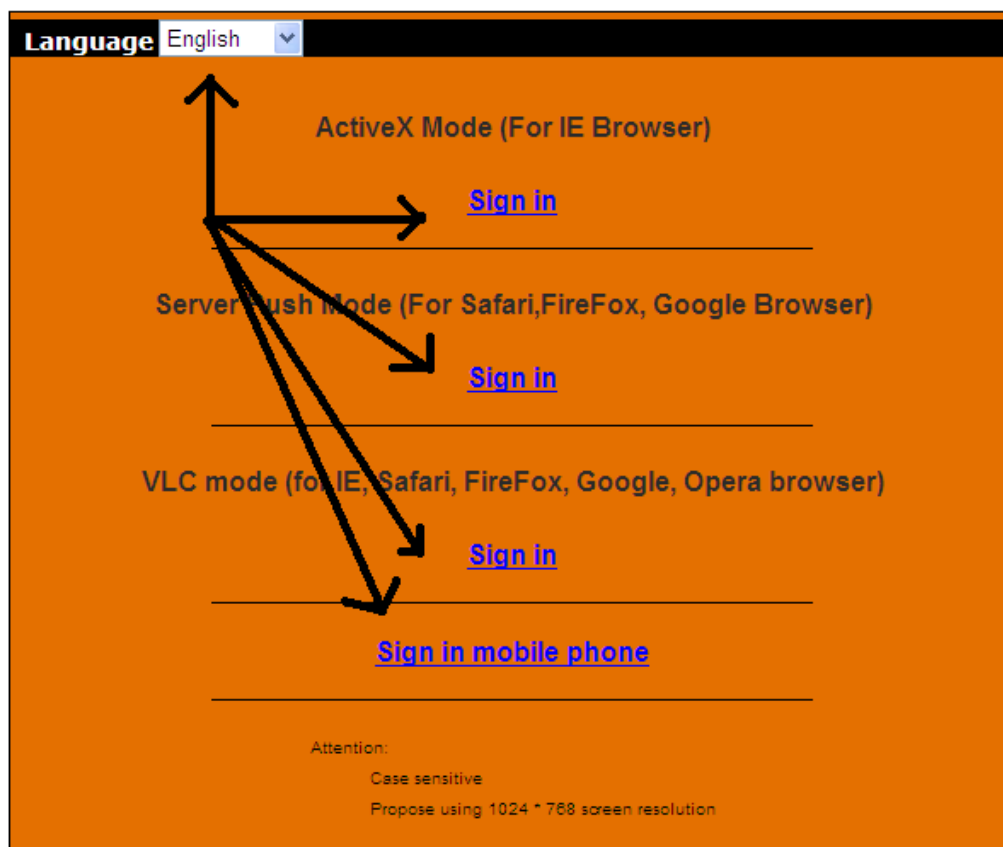 Language English
ActiveX Mode (For IE Browser)
Sign in
Server Push Mode (For Safari,FireFox, Google Browser)
Sign in
VLC mode (for IE, Safari, FireFox, Google, Opera browser)
Sign in
Sign in mobile phone
Attention:
Case sensitive
Propose using 1024 * 768 screen resolution